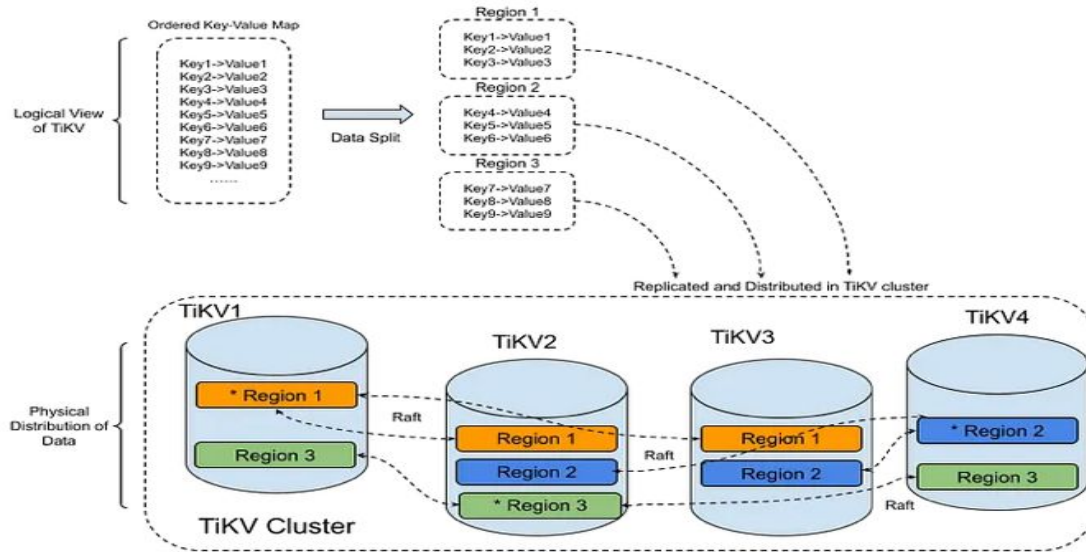 Ordered Key-Value Map
Key1->Value1
Key2->Value2
Key3->Value3
Key4->Value4
Key5->Value5
Key6->Value6
Key7->Value7
Key8->Value8
Key9->Value9
......
Logical View
of TiKV
Data Split
Region 1
Key1->Value1
Key2->Value2
Key3->Value3
Region 2
Key4->Value4
Key5->Value5
Key6->Value6
Region 3
Key7->Value7
Key8->Value8
Key9->Value9
Replicated and Distributed in TiKV cluster
Physical
Distribution of
Data
TiKV1
* Region 1
Region 3
TiKV2
Region 1
Region 2
* Region 3
TiKV3
Region 1
Region 2
TiKV4
* Region 2
Region 3
Raft
Raft
Raft
TiKV Cluster